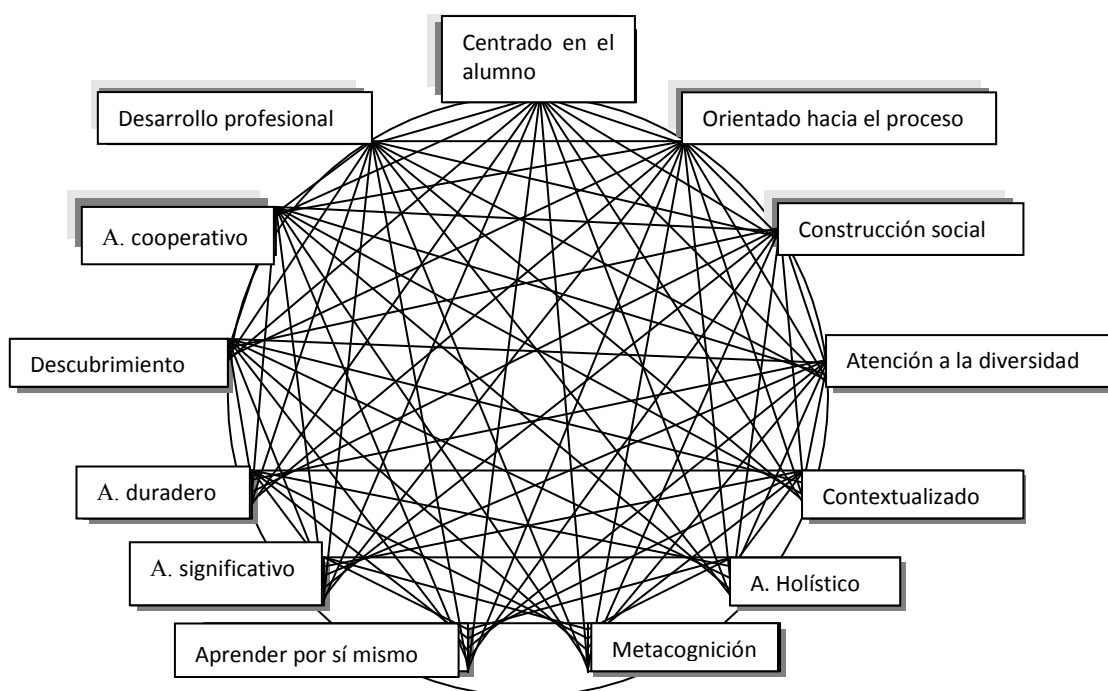 Centrado en el
alumno
Desarrollo profesional
Orientado hacia el proceso
A. cooperativo
Construcción social
Descubrimiento
Atención a la diversidad
A. duradero
Contextualizado
A. significativo
A. Holístico
Aprender por sí mismo
Metacognición